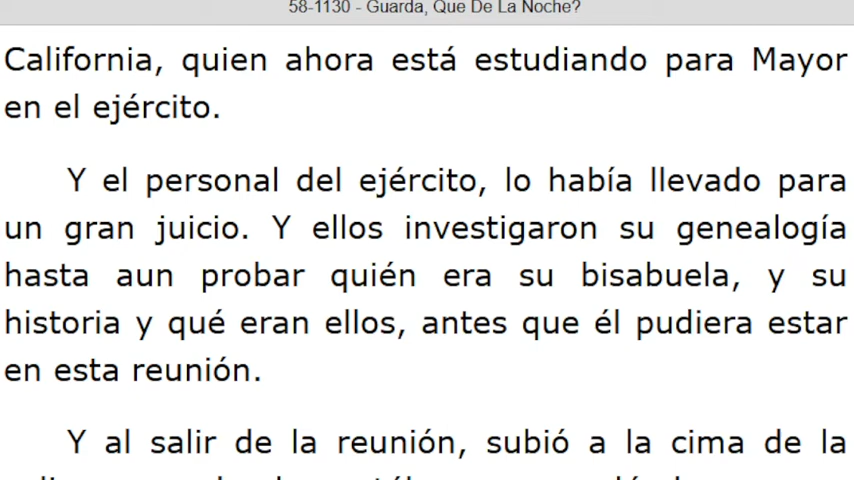 58-1130 - Guarda, Que De La Noche?
California, quien ahora está estudiando para Mayor
en el ejército.
Y el personal del ejército, lo había llevado para
un gran juicio. Y ellos investigaron su genealogía
hasta aun probar quién era su bisabuela, y su
historia y qué eran ellos, antes que él pudiera estar
en esta reunión.
Y al salir de la reunión, subió a la cima de la